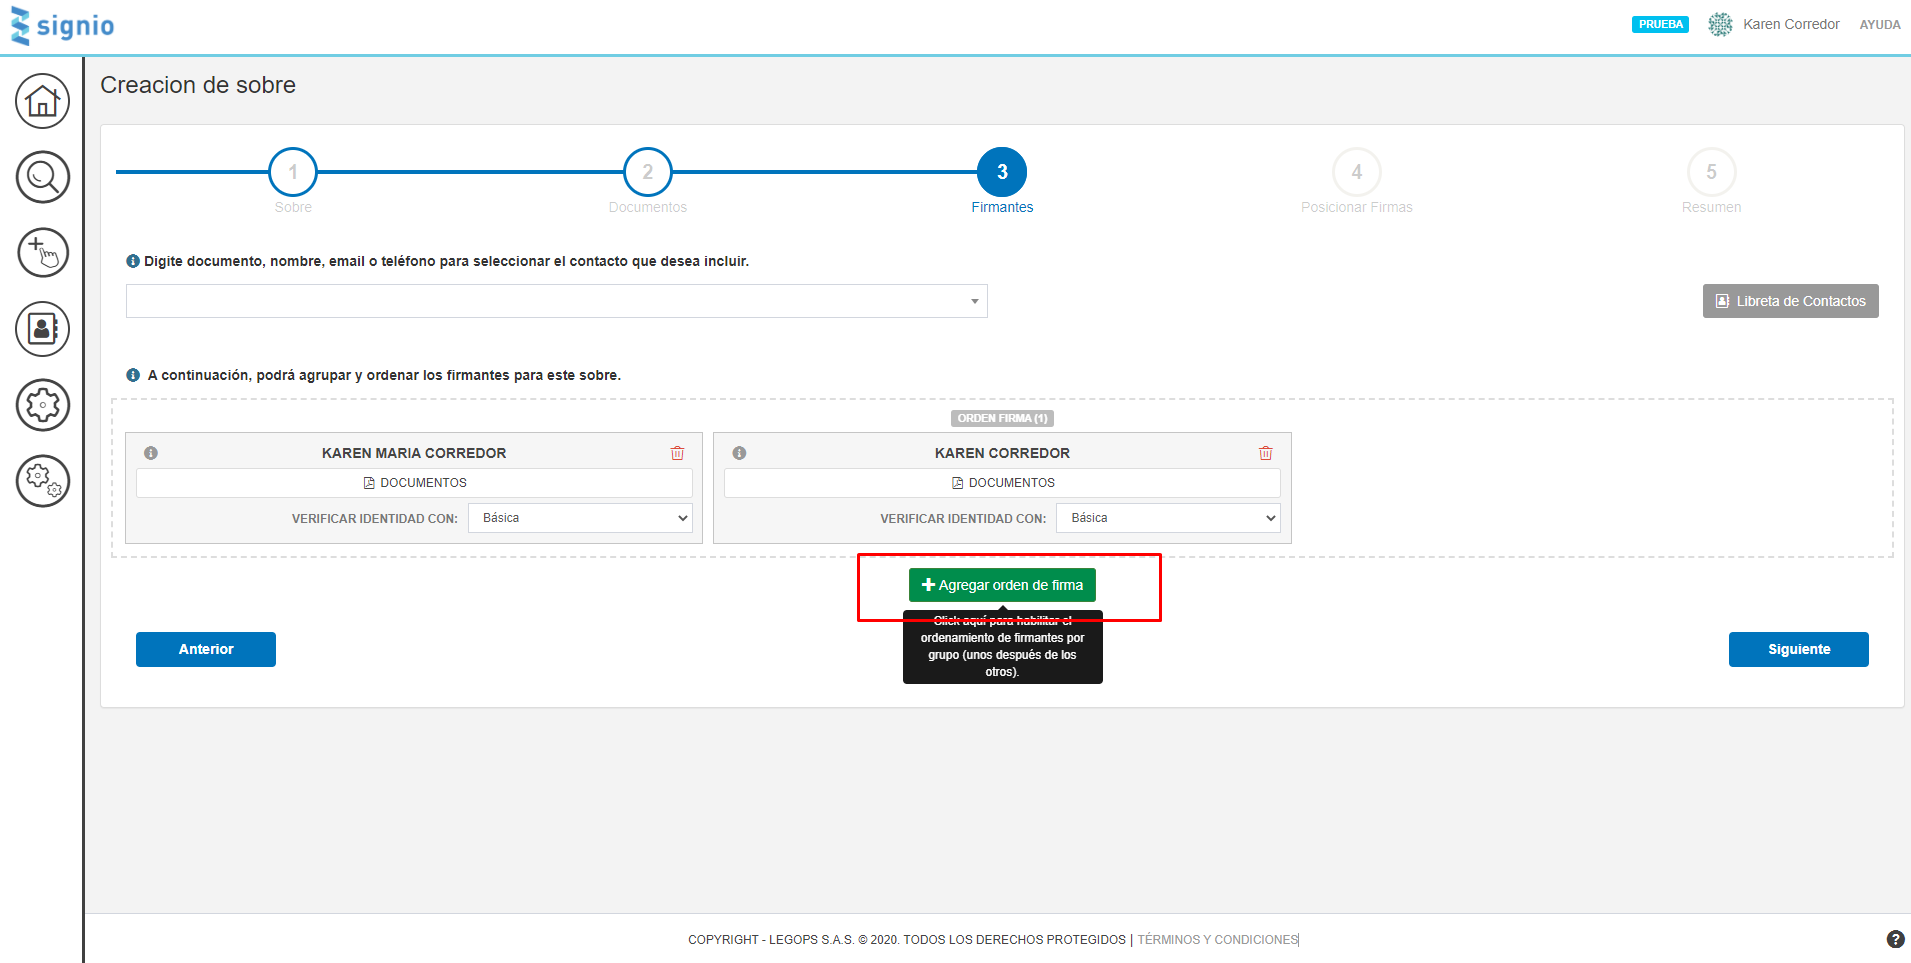 signio
PRUEBA
Karen Corredor
AYUDA
Creacion de sobre
1
2
3
4
5
Sobre
Documentos
Firmantes
Posicionar Firmas
Resumen
Digite documento, nombre, email o teléfono para seleccionar el contacto que desea incluir.
Libreta de Contactos
A continuación, podrá agrupar y ordenar los firmantes para este sobre.
ORDEN FIRMA (1)
KAREN MARIA CORREDOR
DOCUMENTOS
VERIFICAR IDENTIDAD CON:
Básica
KAREN CORREDOR
DOCUMENTOS
VERIFICAR IDENTIDAD CON:
Básica
Agregar orden de firma
Click aquí para habilitar el
ordenamiento de firmantes por
grupo (unos después de los
otros).
Anterior
Siguiente
COPYRIGHT - LEGOPS S.A.S. © 2020. TODOS LOS DERECHOS PROTEGIDOS | TÉRMINOS Y CONDICIONES